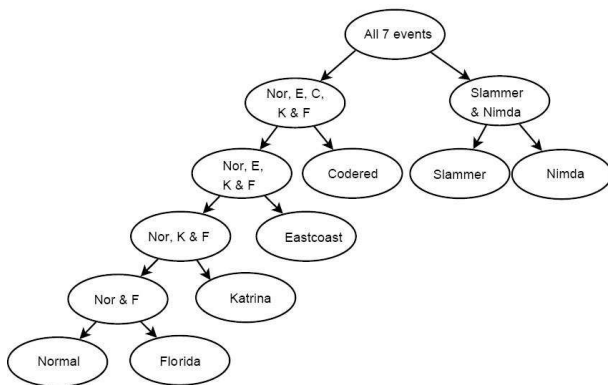 All 7 events
Nor, E, C,
K & F
Slammer
& Nimda
Nor, E,
K & F
Codered
Slammer
Nimda
Nor, K & F
Eastcoast
Nor & F
Katrina
Normal
Florida